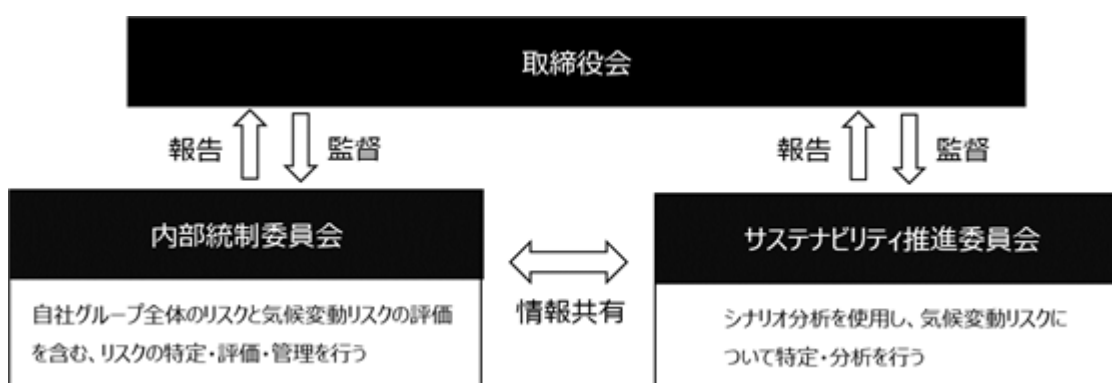 取締役会
報告
監督
報告
監督
内部統制委員会
サステナビリティ推進委員会
情報共有
自社グループ全体のリスクと気候変動リスクの評価
を含む、リスクの特定・評価・管理を行う
シナリオ分析を使用し、気候変動リスクに
ついて特定・分析を行う